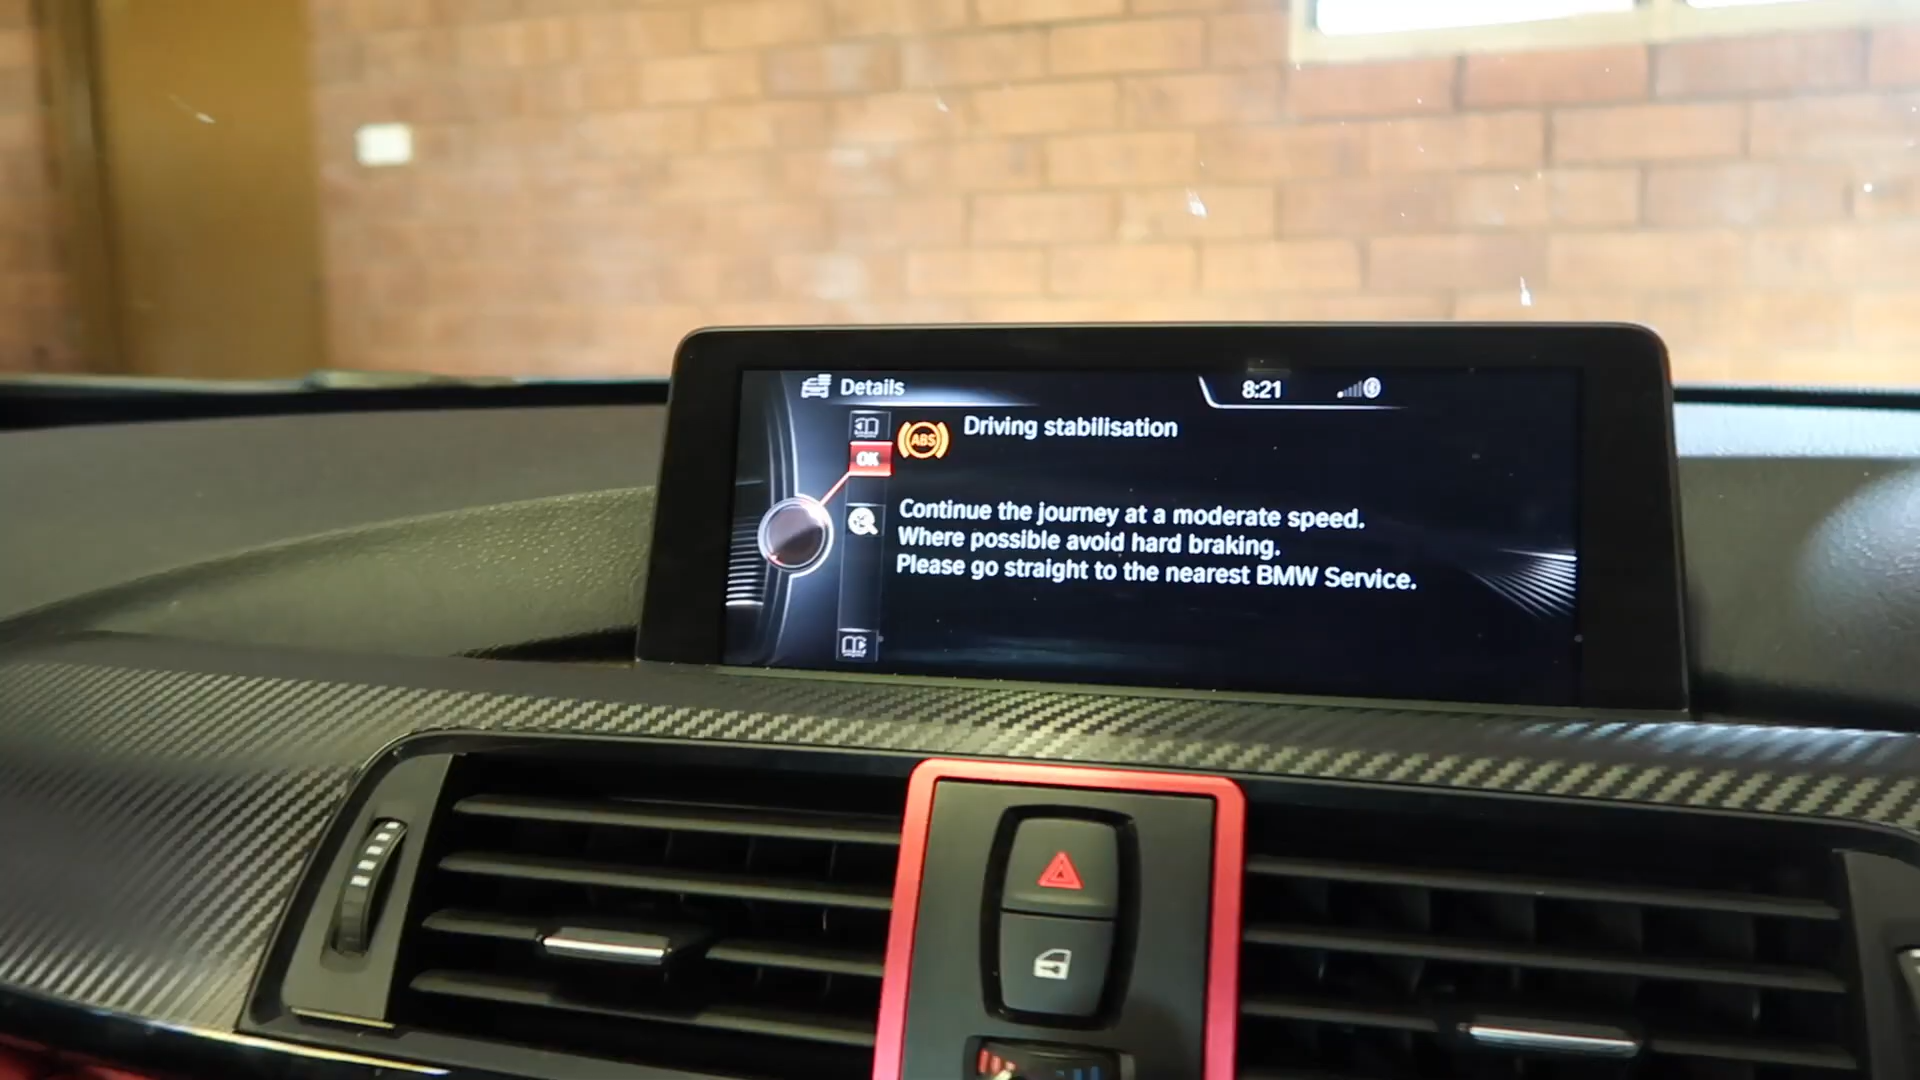 Details
8:21
OK
ABS
Driving stabilisation
Continue the journey at a moderate speed.
Where possible avoid hard braking.
Please go straight to the nearest BMW Service.